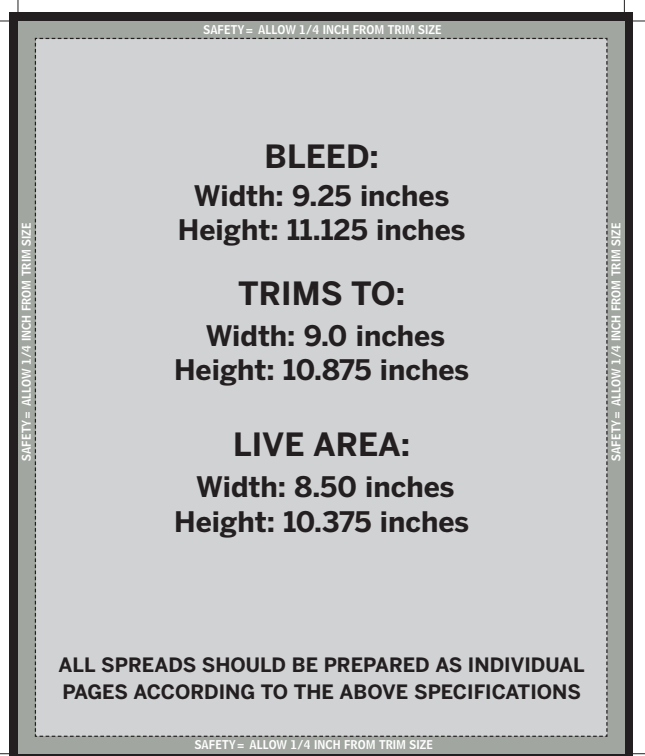 SAFETY= ALLOW 1/4 INCH FROM TRIM SIZE
SAFETY= ALLOW 1/4 INCH FROM TRIM SIZE
BLEED:
Width: 9.25 inches
Height: 11.125 inches
TRIMS TO:
Width: 9.0 inches
Height: 10.875 inches
LIVE AREA:
Width: 8.50 inches
Height: 10.375 inches
ALL SPREADS SHOULD BE PREPARED AS INDIVIDUAL
PAGES ACCORDING TO THE ABOVE SPECIFICATIONS
SAFETY= ALLOW 1/4 INCH FROM TRIM SIZE
SAFETY= ALLOW 1/4 INCH FROM TRIM SIZE